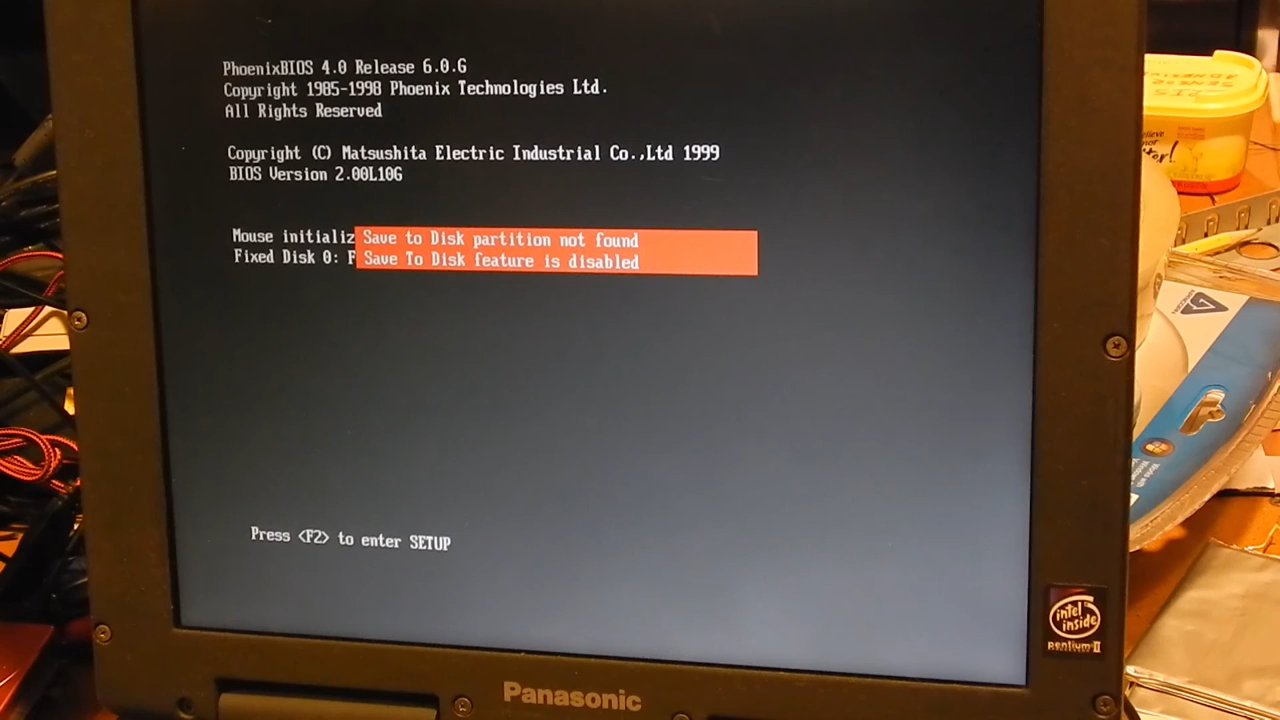 PhoenixBIOS 4.0 Release 6.0.G
Copyright 1985-1998 Phoenix Technologies Ltd.
All Rights Reserved
Copyright (C) Matsushita Electric Industrial Co.,Ltd 1999
BIOS Version 2.00L10G
Mouse initializ Save to Disk partition not found
Fixed Disk 0: F Save To Disk feature is disabled
Press <F2> to enter SETUP
intel
inside
pentium II
Panasonic